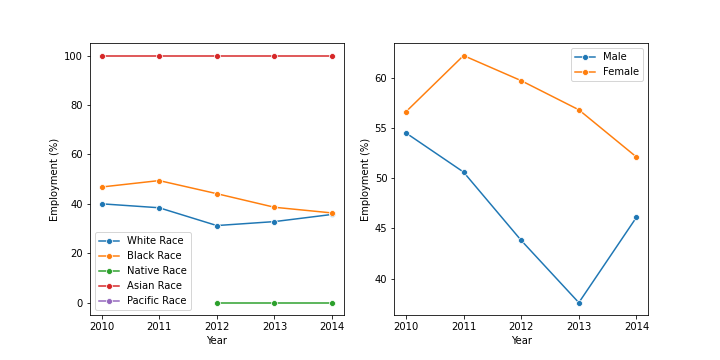 Employment (%)
100
80
60
40
20
0
White Race
Black Race
Native Race
Asian Race
Pacific Race
2010 2011 2012 2013 2014
Year
Employment (%)
60
55
50
45
40
Male
Female
2010 2011 2012 2013 2014
Year